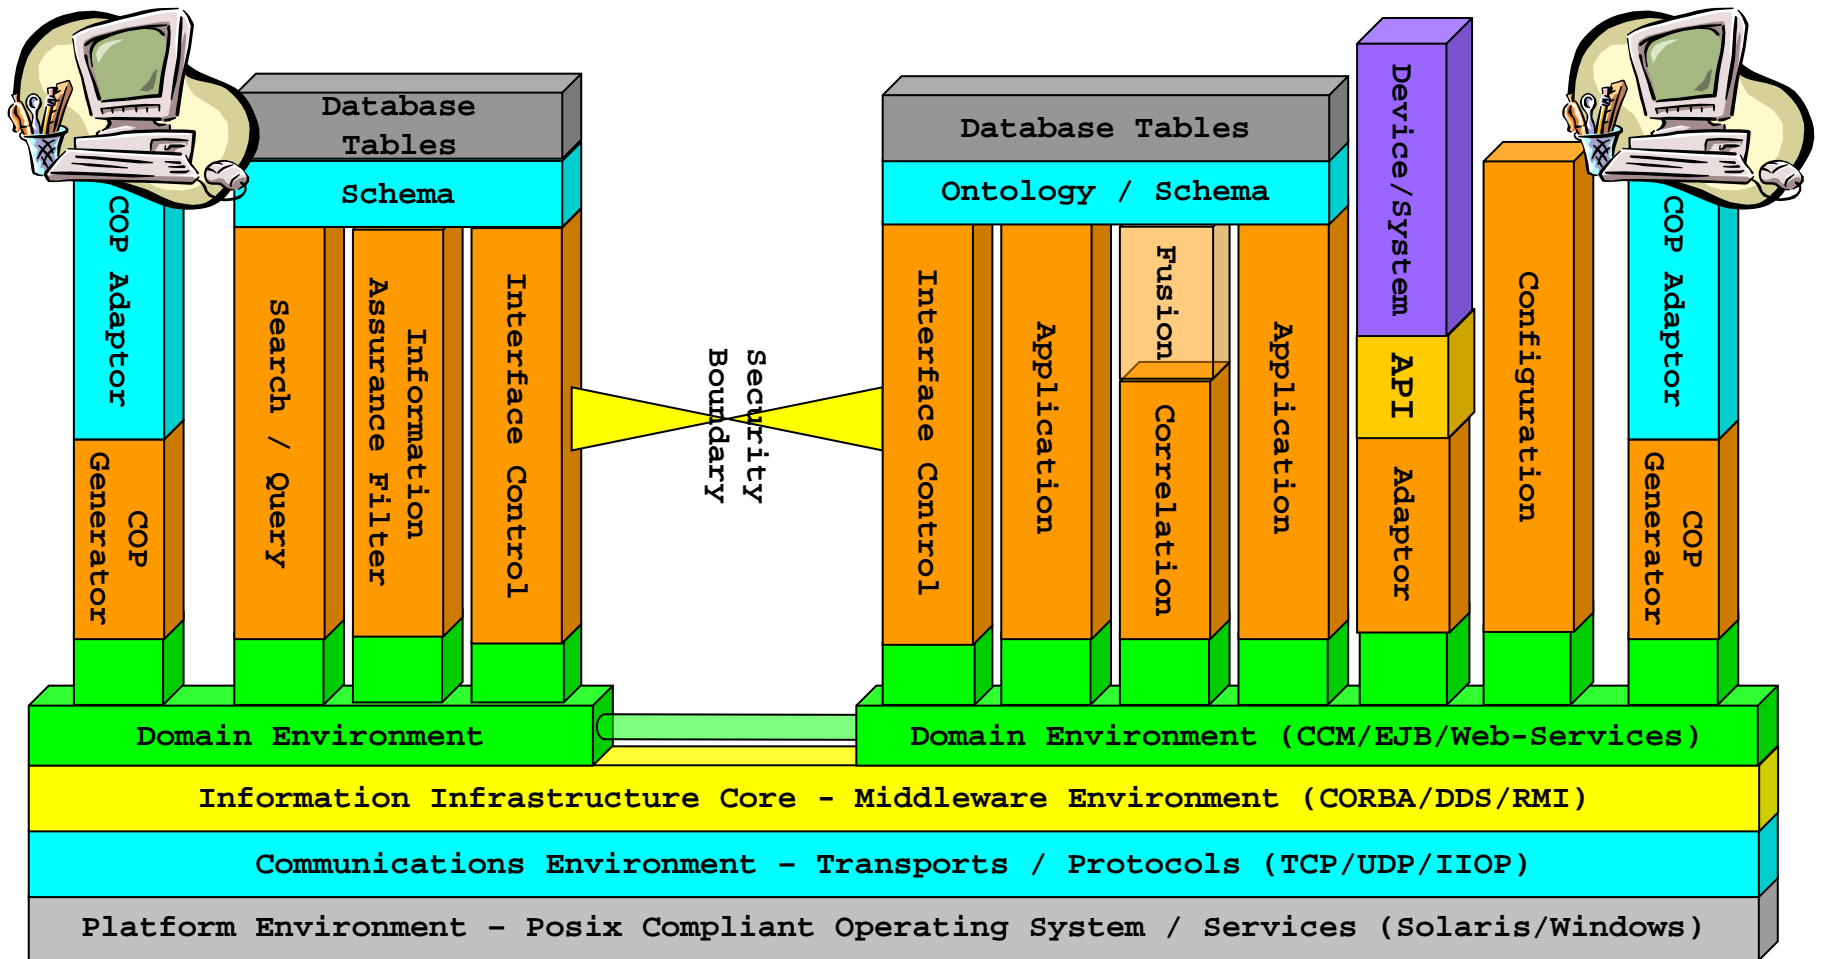 Database
Tables
Schema
COP Adaptor
COP
Generator
Search / Query
Information
Assurance Filter
Interface Control
Security
Boundary
Database Tables
Ontology / Schema
Interface Control
Application
Fusion
Correlation
Application
Device/System
API
Adaptor
Configuration
COP Adaptor
COP
Generator
Domain Environment
Domain Environment (CCM/EJB/Web-Services)
Information Infrastructure Core - Middleware Environment (CORBA/DDS/RMI)
Communications Environment – Transports / Protocols (TCP/UDP/IIOP)
Platform Environment – Posix Compliant Operating System / Services (Solaris/Windows)